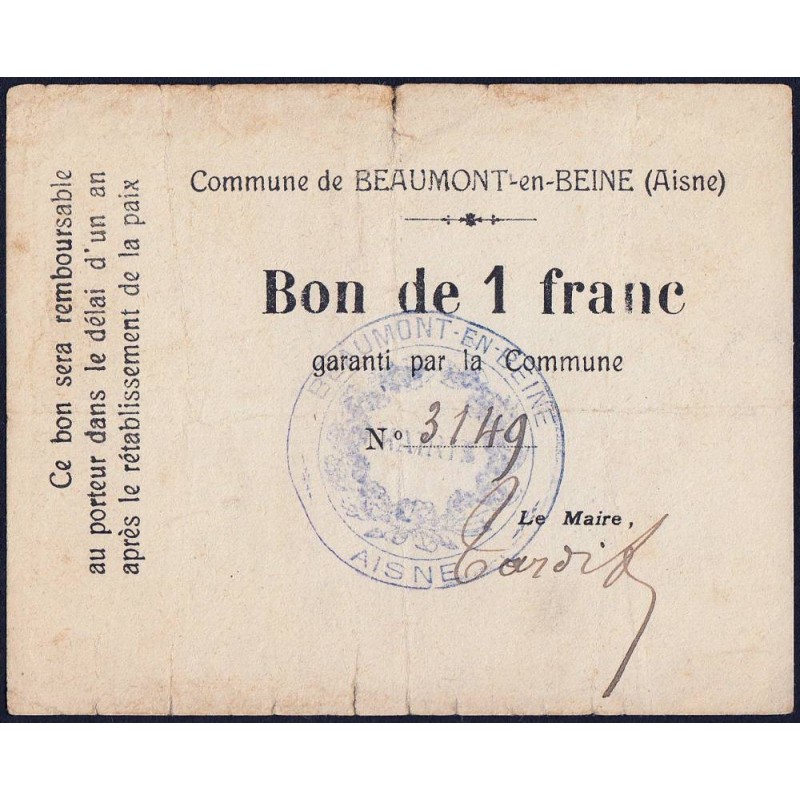 Ce bon sera remboursable
au porteur dans le délai d'un an
après le rétablissement de la paix
Commune de BEAUMONT-en-BEINE (Aisne)
Bon de 1 franc
garanti par la Commune
N° 3149
Le Maire,
Tardif
BEAUMONT-EN-BEINE
MAIRIE
AISNE